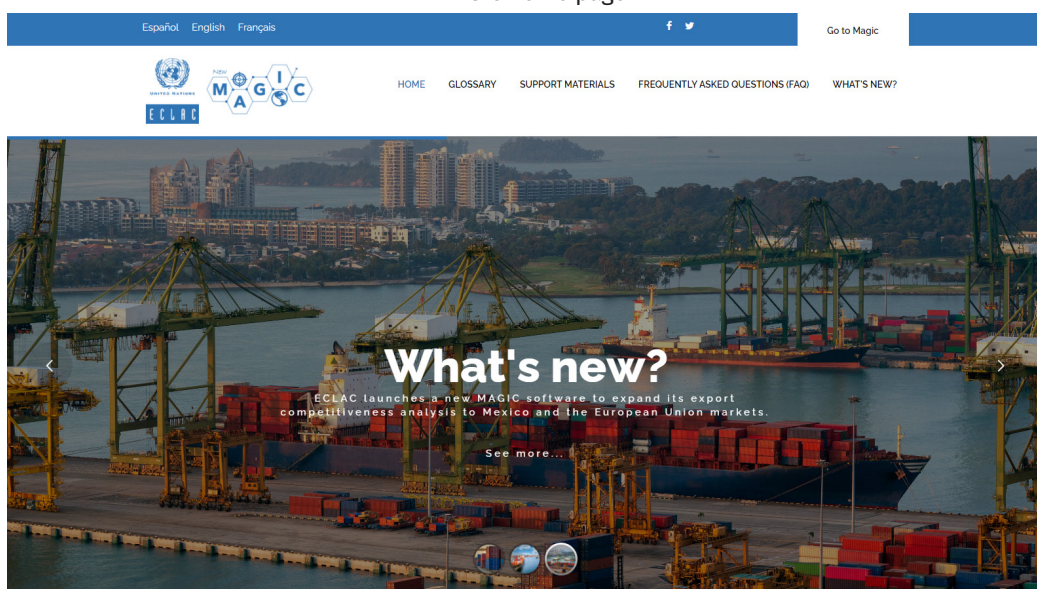 Español English Français
Go to Magic
UNITED NATIONS
ECLAC
New
MAGIC
HOME GLOSSARY SUPPORT MATERIALS FREQUENTLY ASKED QUESTIONS (FAQ) WHAT'S NEW?
What's new?
ECLAC launches a new MAGIC software to expand its export
competitiveness analysis to Mexico and the European Union markets.
See more...